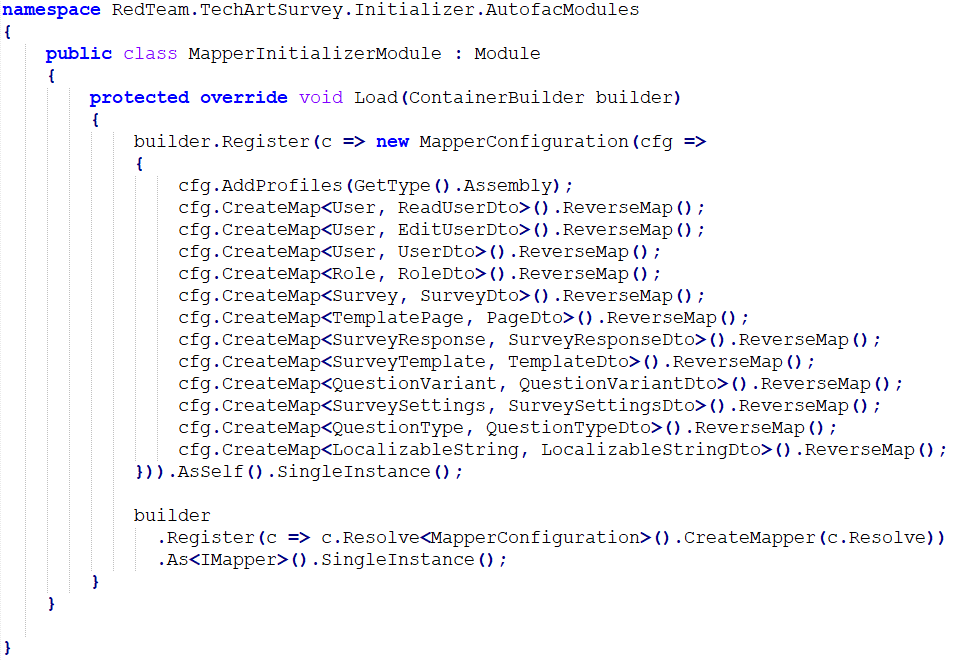 namespace RedTeam.TechArtSurvey.Initializer.AutofacModules
{
    public class MapperInitializerModule : Module
    {
        protected override void Load(ContainerBuilder builder)
        {
            builder.Register(c => new MapperConfiguration(cfg =>
            {
                cfg.AddProfiles(GetType().Assembly);
                cfg.CreateMap<User, ReadUserDto>().ReverseMap();
                cfg.CreateMap<User, EditUserDto>().ReverseMap();
                cfg.CreateMap<User, UserDto>().ReverseMap();
                cfg.CreateMap<Role, RoleDto>().ReverseMap();
                cfg.CreateMap<Survey, SurveyDto>().ReverseMap();
                cfg.CreateMap<TemplatePage, PageDto>().ReverseMap();
                cfg.CreateMap<SurveyResponse, SurveyResponseDto>().ReverseMap();
                cfg.CreateMap<SurveyTemplate, TemplateDto>().ReverseMap();
                cfg.CreateMap<QuestionVariant, QuestionVariantDto>().ReverseMap();
                cfg.CreateMap<SurveySettings, SurveySettingsDto>().ReverseMap();
                cfg.CreateMap<QuestionType, QuestionTypeDto>().ReverseMap();
                cfg.CreateMap<LocalizableString, LocalizableStringDto>().ReverseMap();
            })).AsSelf().SingleInstance();

            builder
              .Register(c => c.Resolve<MapperConfiguration>().CreateMapper(c.Resolve))
              .As<IMapper>().SingleInstance();
        }
    }

}